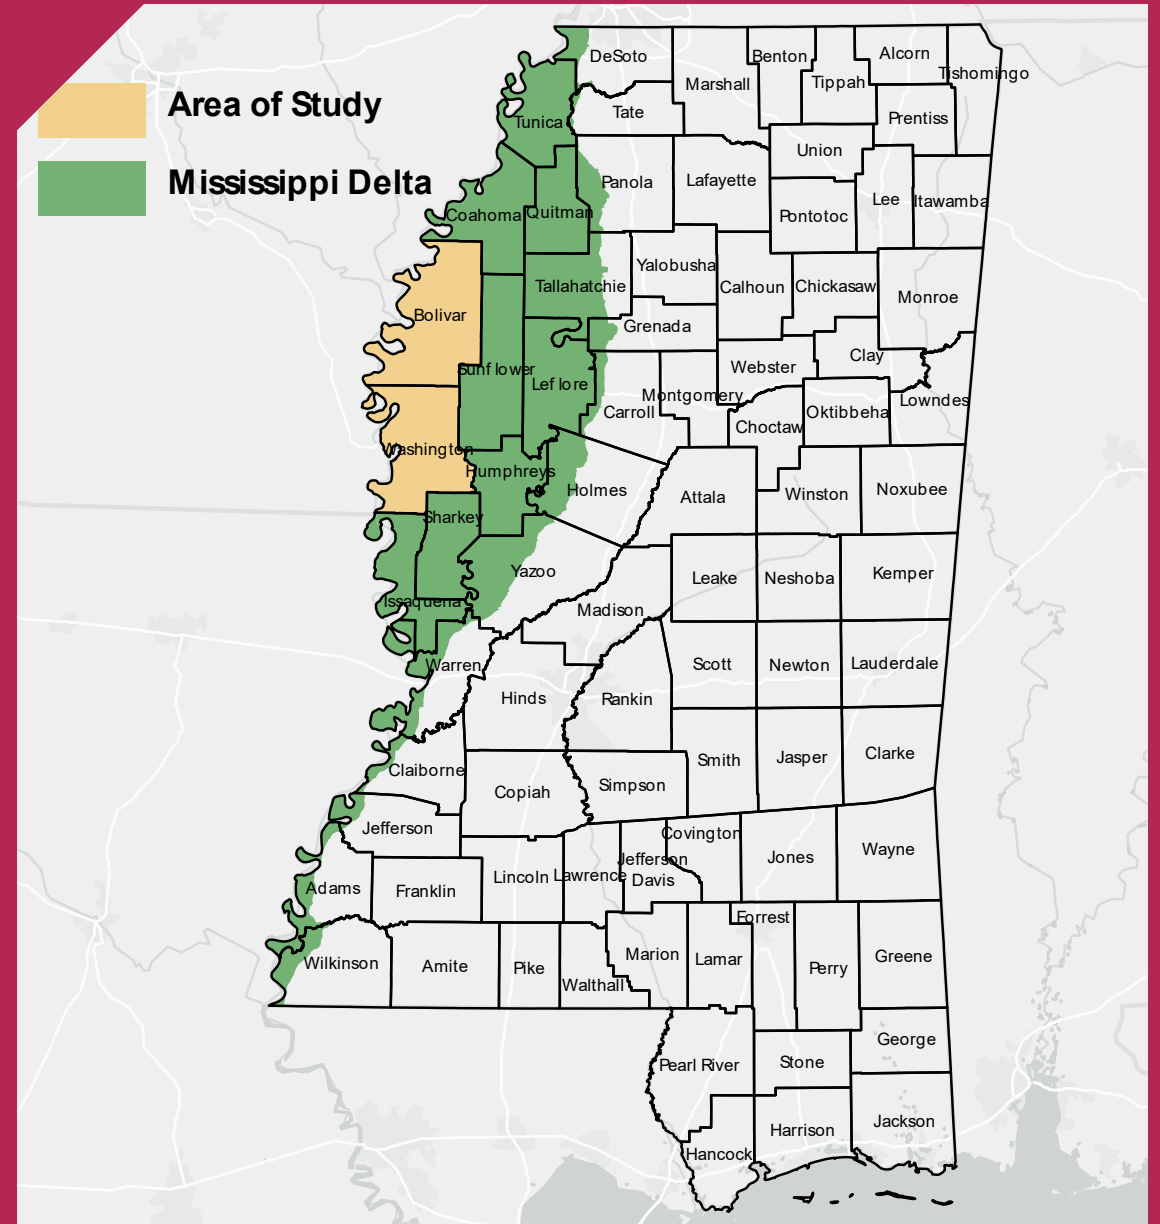 Area of Study
Mississippi Delta
DeSoto
Benton
Alcorn
Tishomingo
Marshall
Tippah
Tate
Prentiss
Tunica
Union
Panola
Lafayette
Lee
Itawamba
Coahoma
Quitman
Pontotoc
Yalobusha
Tallahatchie
Calhoun
Chickasaw
Monroe
Bolivar
Grenada
Clay
Webster
Sunflower
Leflore
Montgomery
Lowndes
Carroll
Oktibbeha
Choctaw
Washington
Humphreys
Holmes
Attala
Winston
Noxubee
Sharkey
Yazoo
Leake
Neshoba
Kemper
Issaquena
Madison
Warren
Scott
Newton
Lauderdale
Hinds
Rankin
Smith
Jasper
Clarke
Claiborne
Copiah
Simpson
Jefferson
Covington
Jefferson
Davis
Jones
Wayne
Adams
Franklin
Lincoln
Lawrence
Forrest
Wilkinson
Amite
Pike
Walthall
Marion
Lamar
Perry
Greene
George
Pearl River
Stone
Jackson
Harrison
Hancock